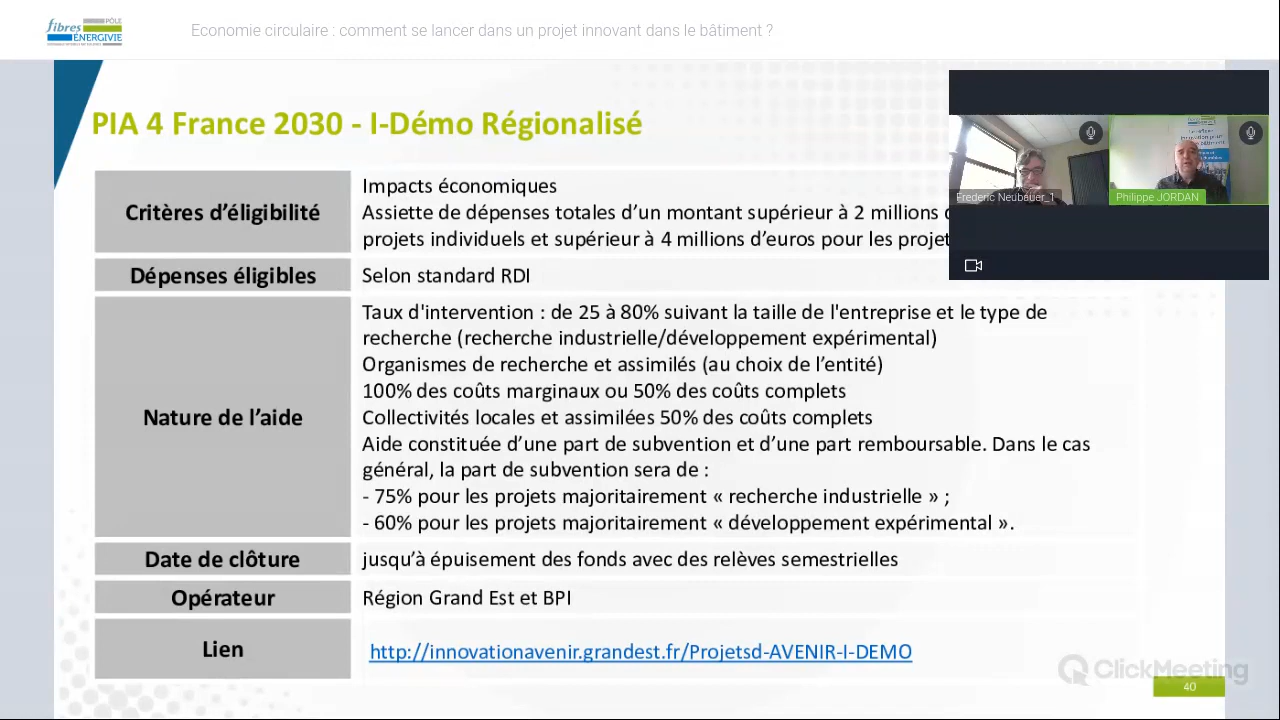 fibres
PÔLE
ÉNERGIVIE
Economie circulaire : comment se lancer dans un projet innovant dans le bâtiment ?
PIA 4 France 2030 - I-Démo Régionalisé
Critères d’éligibilité
Impacts économiques
Assiette de dépenses totales d’un montant supérieur à 2 millions
projets individuels et supérieur à 4 millions d’euros pour les
Frederic Neubauer_1
Philippe JORDAN
Dépenses éligibles
Selon standard RDI
Nature de l’aide
Taux d'intervention : de 25 à 80% suivant la taille de l'entreprise et le type de
recherche (recherche industrielle/développement expérimental)
Organismes de recherche et assimilés (au choix de l’entité)
100% des coûts marginaux ou 50% des coûts complets
Collectivités locales et assimilées 50% des coûts complets
Aide constituée d’une part de subvention et d’une part remboursable. Dans le cas
général, la part de subvention sera de :
- 75% pour les projets majoritairement « recherche industrielle » ;
- 60% pour les projets majoritairement « développement expérimental ».
Date de clôture
jusqu’à épuisement des fonds avec des relèves semestrielles
Opérateur
Région Grand Est et BPI
Lien
http://innovationavenir.grandest.fr/Projetsd-AVENIR-I-DEMO
ClickMeeting
40